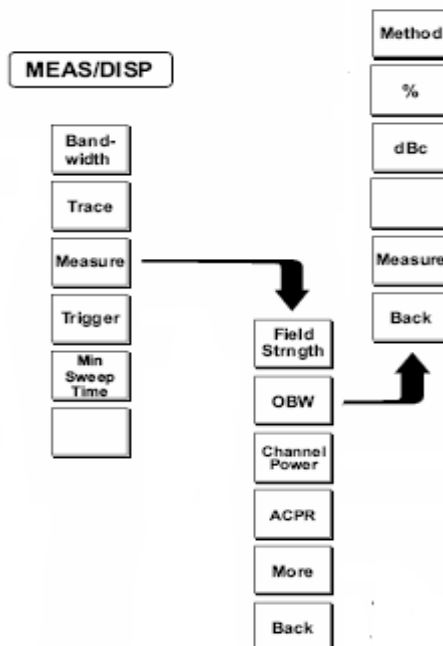 MEAS/DISP
Band-
width
Trace
Measure
Trigger
Min
Sweep
Time
Field
Strngth
OBW
Channel
Power
ACPR
More
Back
Method
%
dBc
Measure
Back